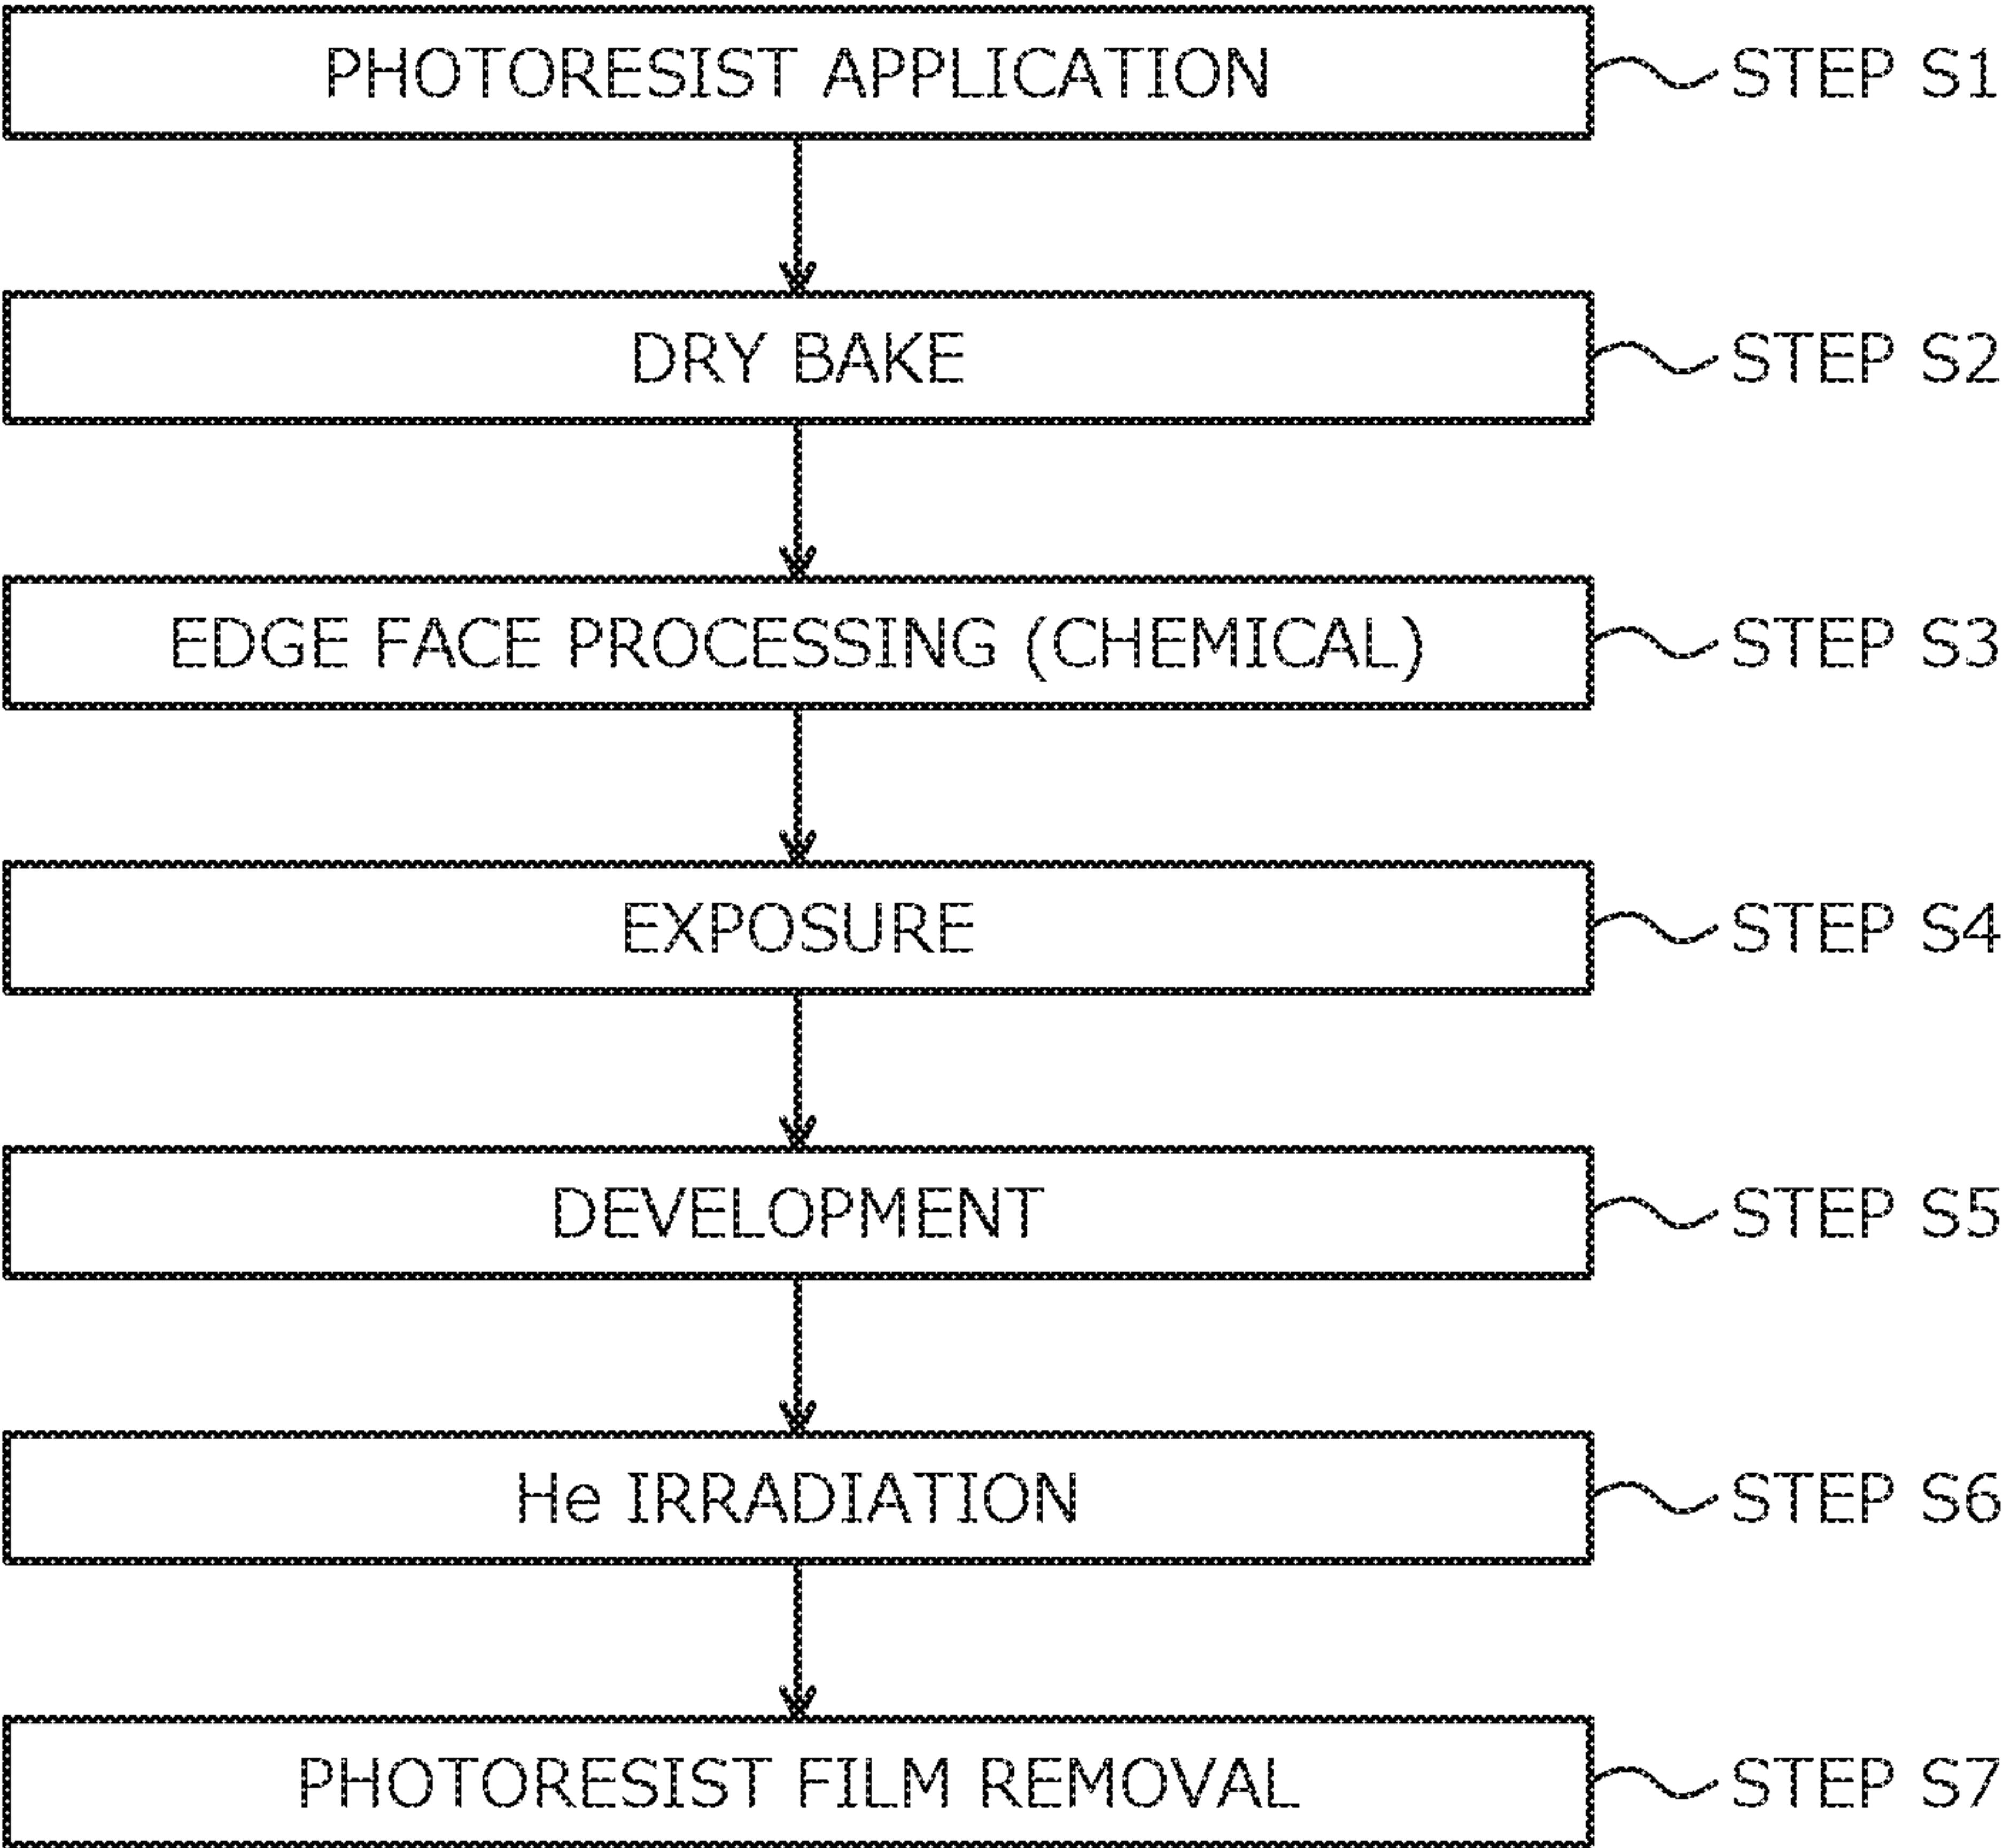 PHOTORESIST APPLICATION STEP S1
DRY BAKE STEP S2
EDGE FACE PROCESSING (CHEMICAL) STEP S3
EXPOSURE STEP S4
DEVELOPMENT STEP S5
He IRRADIATION STEP S6
PHOTORESIST FILM REMOVAL STEP S7